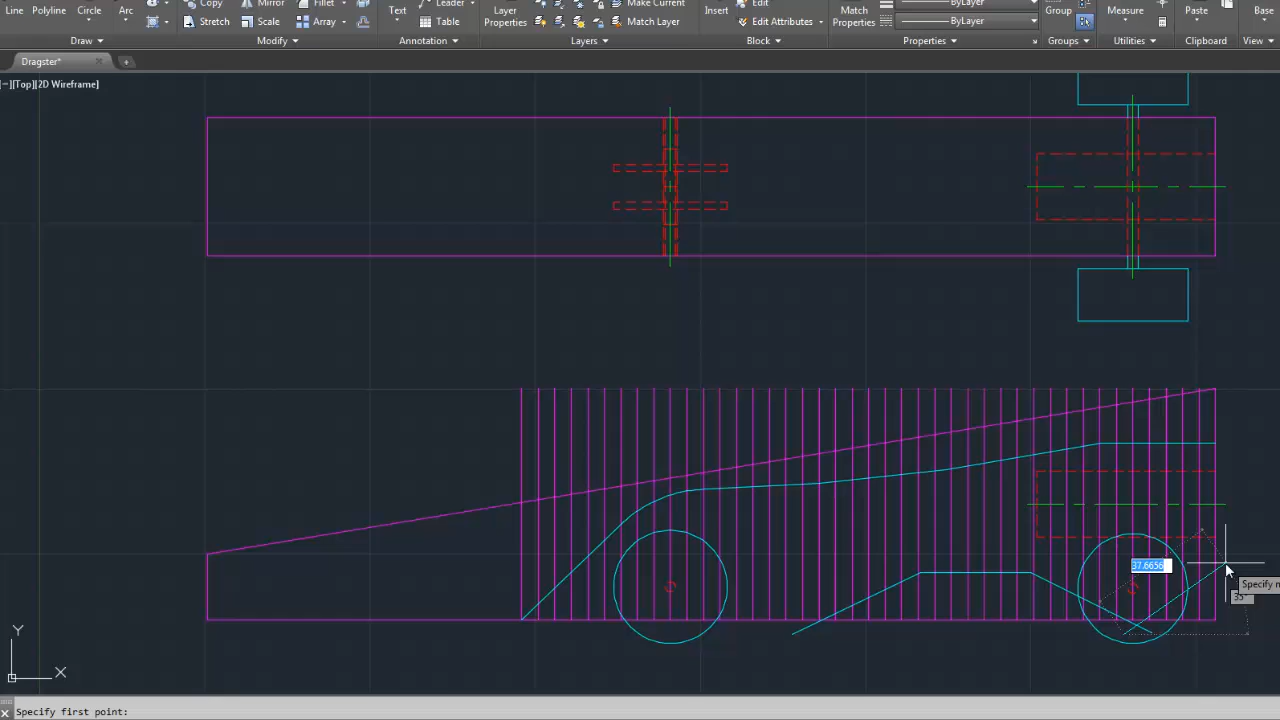 Line Polyline Circle Arc Copy Mirror Fillet Stretch Scale Array Text Leader Table Layer Properties Make Current Match Layer Insert Edit Edit Attributes Match Properties ByLayer ByLayer Group Measure Paste Base
Draw Modify Annotation Layers Block Properties Groups Utilities Clipboard View
Dragster*
[−][Top][2D Wireframe]
37.6656
Specify
35°
Y
X
Specify first point: